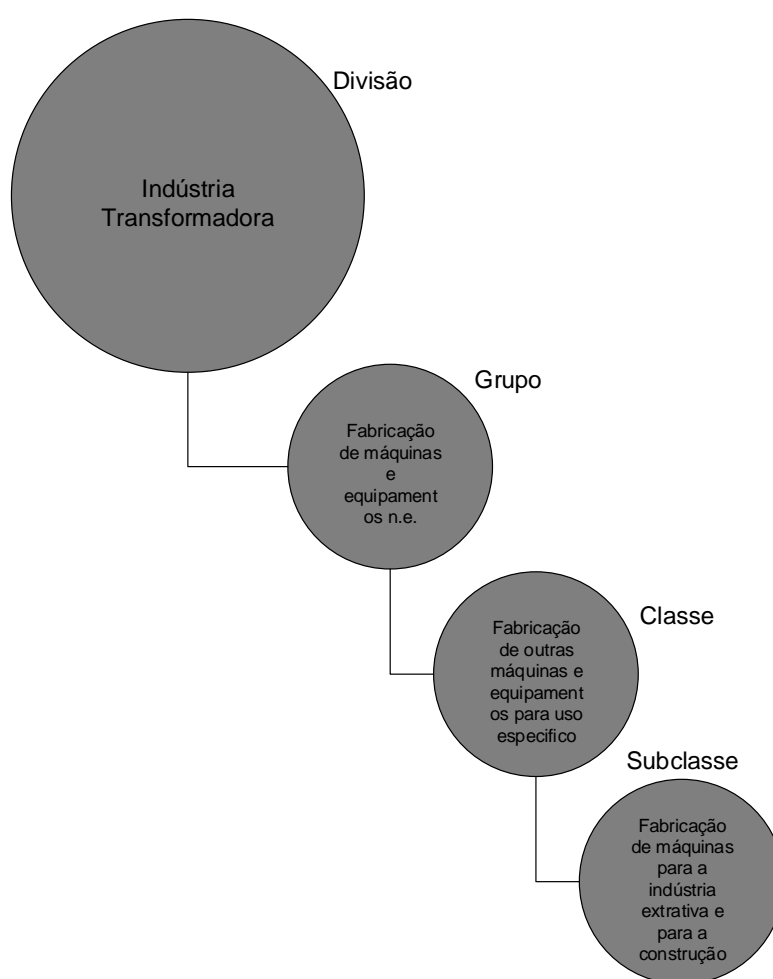 Divisão
Indústria
Transformadora
Grupo
Fabricação
de máquinas
e
equipament
os n.e.
Classe
Fabricação
de outras
máquinas e
equipament
os para uso
especifico
Subclasse
Fabricação
de máquinas
para a
indústria
extrativa e
para a
construção